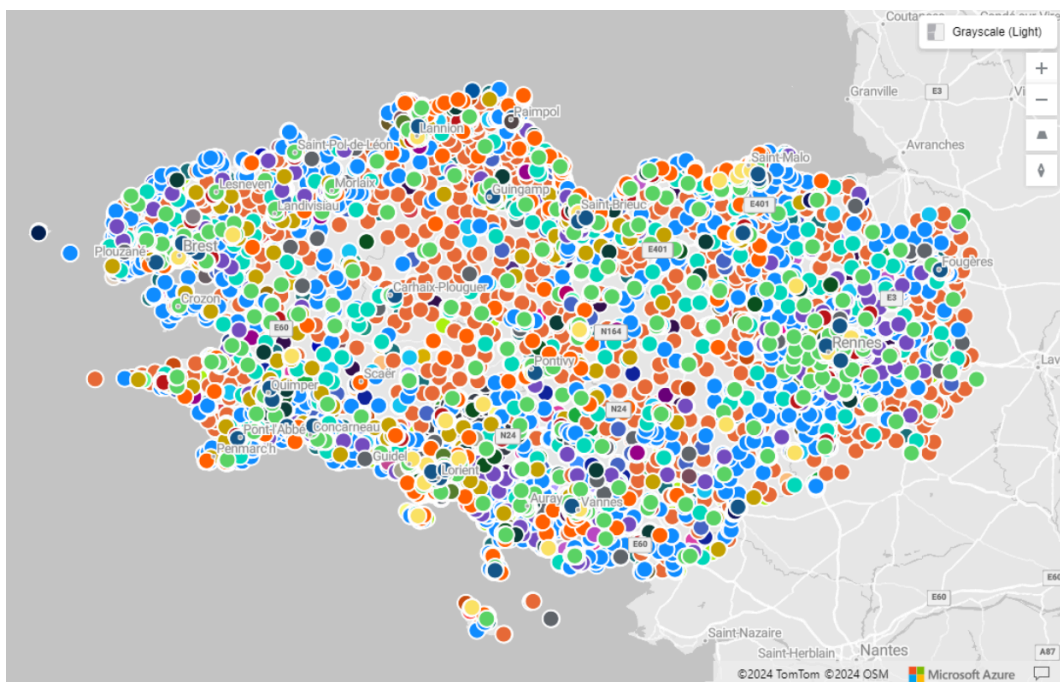 Coutances
Grayscale (Light)
E3
Granville
Avranches
Paimpol
Lannion
Saint-Pol-de-Léon
Saint-Malo
Lesneven
Morlaix
Guingamp
Landivisiau
Saint-Brieuc
E401
E401
Plouzané
Brest
Fougères
Carhaix-Plouguer
Crozon
E3
E60
N164
Rennes
Pontivy
Scaër
Quimper
N24
Pont-l'Abbé
Concarneau
N24
Penmarc'h
Guidel
Lorient
Auray
Vannes
E60
E60
Saint-Nazaire
Saint-Herblain
Nantes
A87
©2024 TomTom ©2024 OSM
Microsoft Azure